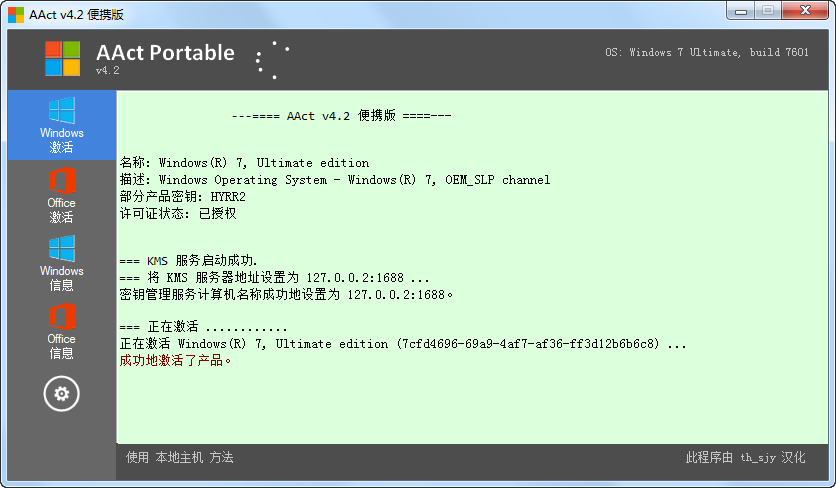 AAct v4.2 便携版
AAct Portable
v4.2
OS: Windows 7 Ultimate, build 7601
Windows
激活
Office
激活
Windows
信息
Office
信息
---==== AAct v4.2 便携版 ====---
名称: Windows(R) 7, Ultimate edition
描述: Windows Operating System - Windows(R) 7, OEM_SLP channel
部分产品密钥: HYRR2
许可证状态: 已授权
=== KMS 服务启动成功.
=== 将 KMS 服务器地址设置为 127.0.0.2:1688 ...
密钥管理服务计算机名称成功地设置为 127.0.0.2:1688。
=== 正在激活 ............
正在激活 Windows(R) 7, Ultimate edition (7cfd4696-69a9-4af7-af36-ff3d12b6b6c8) ...
成功地激活了产品。
使用 本地主机 方法
此程序由 th_sjy 汉化